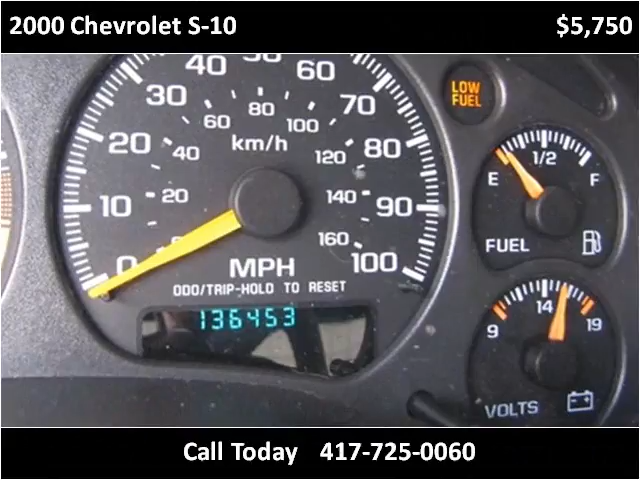 2000 Chevrolet S-10 $5,750
40 50 60
30 70
20 80
10 90
0 100
80
60 100
40 120
20 140
160
km/h
MPH
ODO/TRIP-HOLD TO RESET
136453
LOW
FUEL
1/2
E F
FUEL
14
9 19
VOLTS
Call Today 417-725-0060